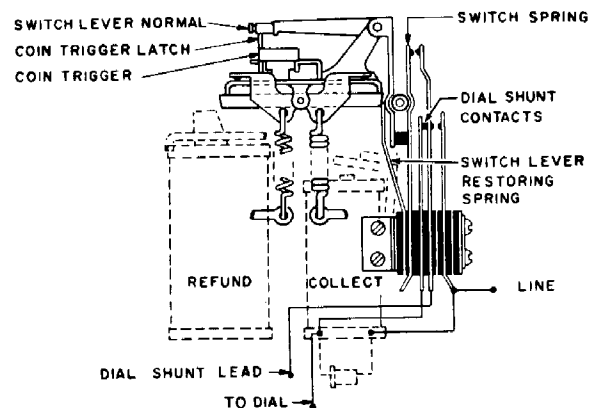 SWITCH LEVER NORMAL
COIN TRIGGER LATCH
COIN TRIGGER
SWITCH SPRING
DIAL SHUNT
CONTACTS
SWITCH LEVER
RESTORING
SPRING
REFUND
COLLECT
LINE
DIAL SHUNT LEAD
TO DIAL